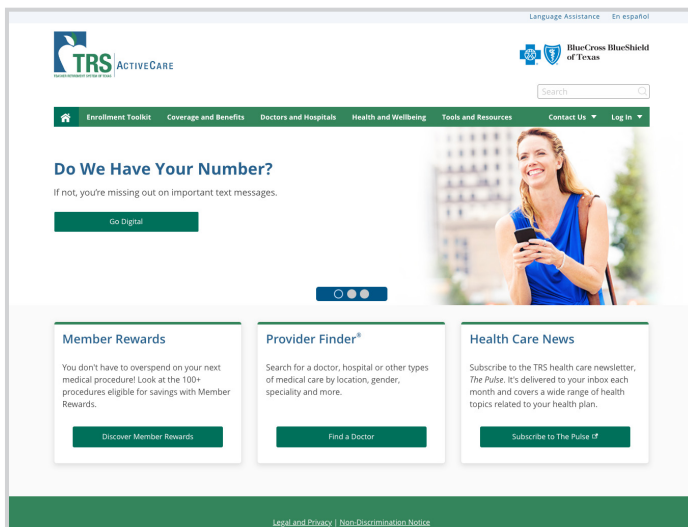 Language Assistance En español
TRS ACTIVECARE
TEACHER RETIREMENT SYSTEM OF TEXAS
BlueCross BlueShield
of Texas
Search
Enrollment Toolkit Coverage and Benefits Doctors and Hospitals Health and Wellbeing Tools and Resources Contact Us Log In
Do We Have Your Number?
If not, you're missing out on important text messages.
Go Digital
Member Rewards
You don't have to overspend on your next
medical procedure! Look at the 100+
procedures eligible for savings with Member
Rewards.
Discover Member Rewards
Provider Finder®
Search for a doctor, hospital or other types
of medical care by location, gender,
speciality and more.
Find a Doctor
Health Care News
Subscribe to the TRS health care newsletter,
The Pulse. It's delivered to your inbox each
month and covers a wide range of health
topics related to your health plan.
Subscribe to The Pulse
Legal and Privacy | Non-Discrimination Notice